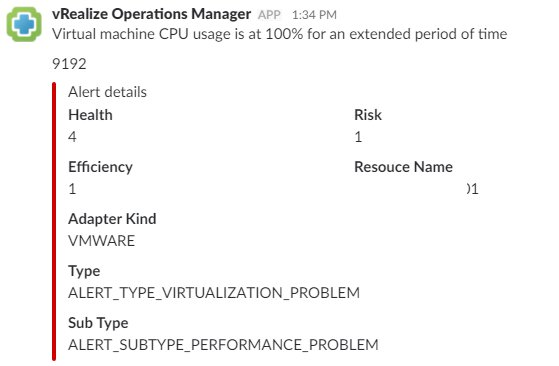 vRealize Operations Manager APP 1:34 PM
Virtual machine CPU usage is at 100% for an extended period of time
9192
Alert details
Health Risk
4 1
Efficiency Resouce Name
1 1
Adapter Kind
VMWARE
Type
ALERT_TYPE_VIRTUALIZATION_PROBLEM
Sub Type
ALERT_SUBTYPE_PERFORMANCE_PROBLEM